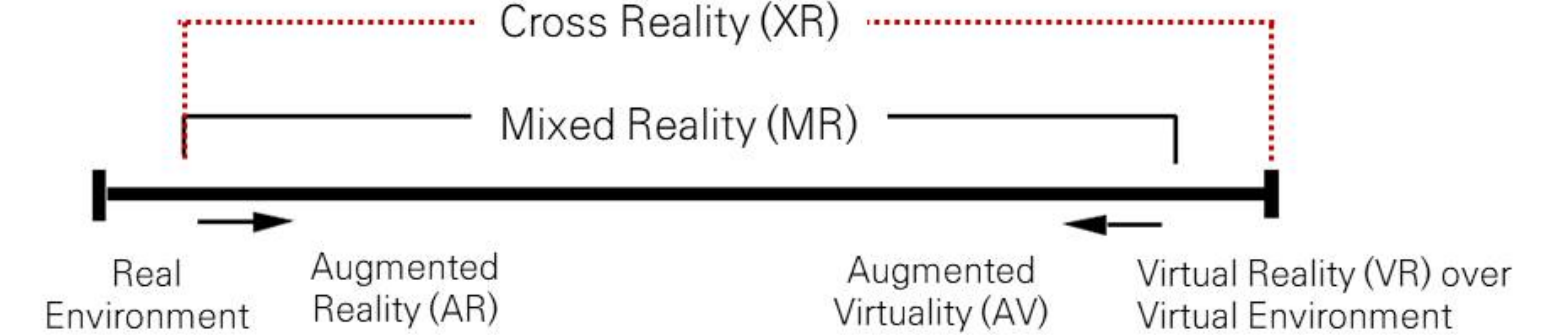 Cross Reality (XR)
Mixed Reality (MR)
Real
Environment
Augmented
Reality (AR)
Augmented
Virtuality (AV)
Virtual Reality (VR) over
Virtual Environment